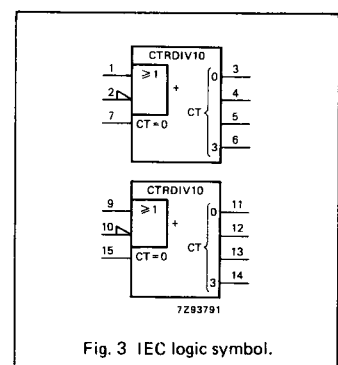 CTRDIV10
1 ≥1 0 3
2 + 4
7 CT=0 CT 5
3 6
CTRDIV10
9 ≥1 0 11
10 + 12
15 CT=0 CT 13
3 14
7Z93791
Fig. 3 IEC logic symbol.